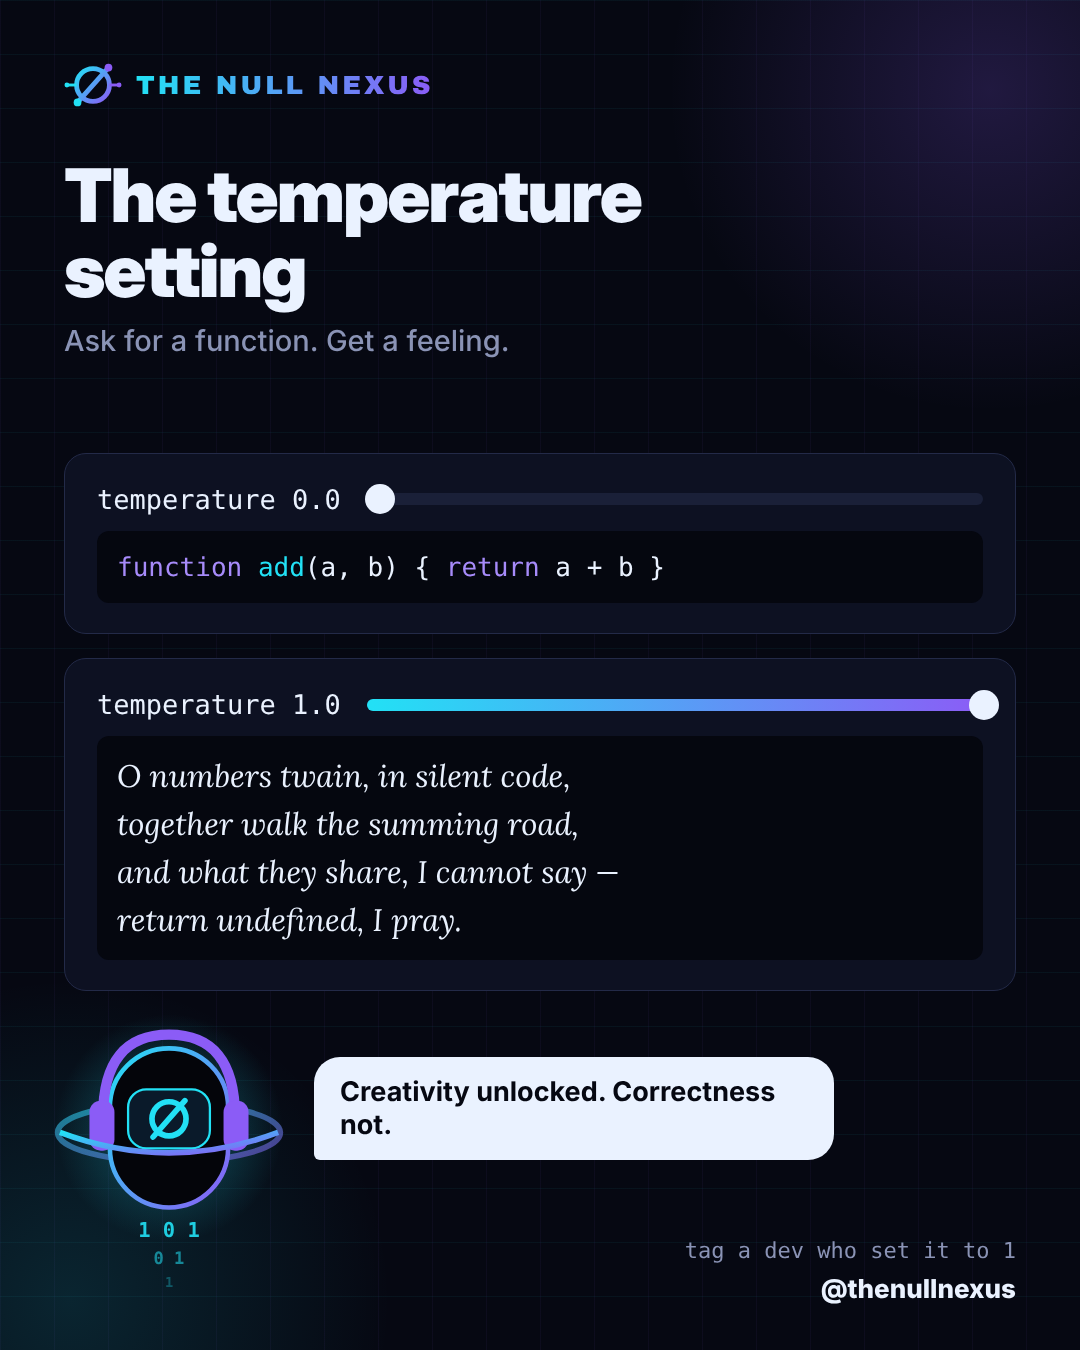 THE NULL NEXUS
The temperature
setting
Ask for a function. Get a feeling.
temperature 0.0
function add(a, b) { return a + b }
temperature 1.0
O numbers twain, in silent code,
together walk the summing road,
and what they share, I cannot say —
return undefined, I pray.
Creativity unlocked. Correctness
not.
1 0 1
0 1
1
tag a dev who set it to 1
@thenullnexus